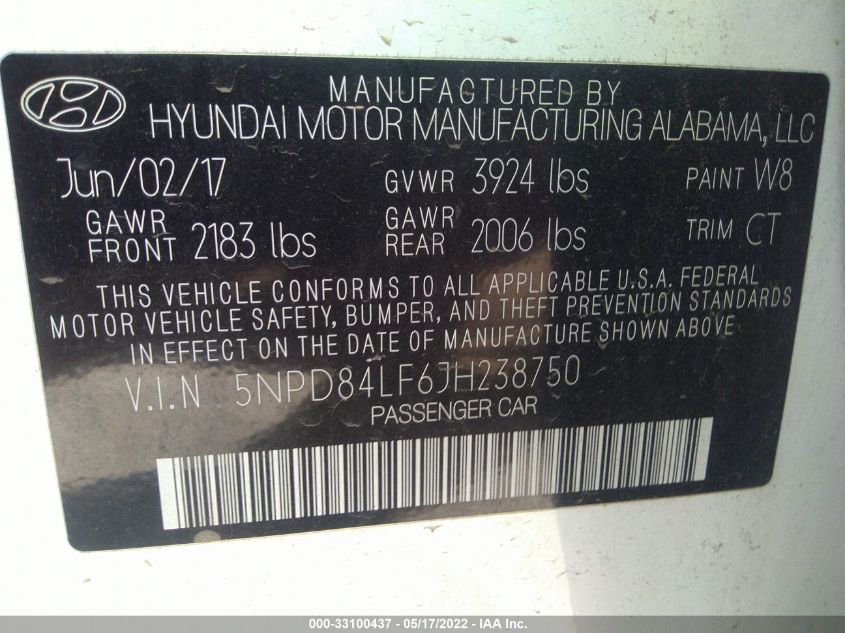 MANUFACTURED BY
HYUNDAI MOTOR MANUFACTURING ALABAMA, LLC
Jun/02/17 GVWR 3924 lbs PAINT W8
GAWR FRONT 2183 lbs GAWR REAR 2006 lbs TRIM CT
THIS VEHICLE CONFORMS TO ALL APPLICABLE U.S.A. FEDERAL
MOTOR VEHICLE SAFETY, BUMPER, AND THEFT PREVENTION STANDARDS
IN EFFECT ON THE DATE OF MANUFACTURE SHOWN ABOVE
V.I.N 5NPD84LF6JH238750
PASSENGER CAR
000-33100437 - 05/17/2022 - IAA Inc.